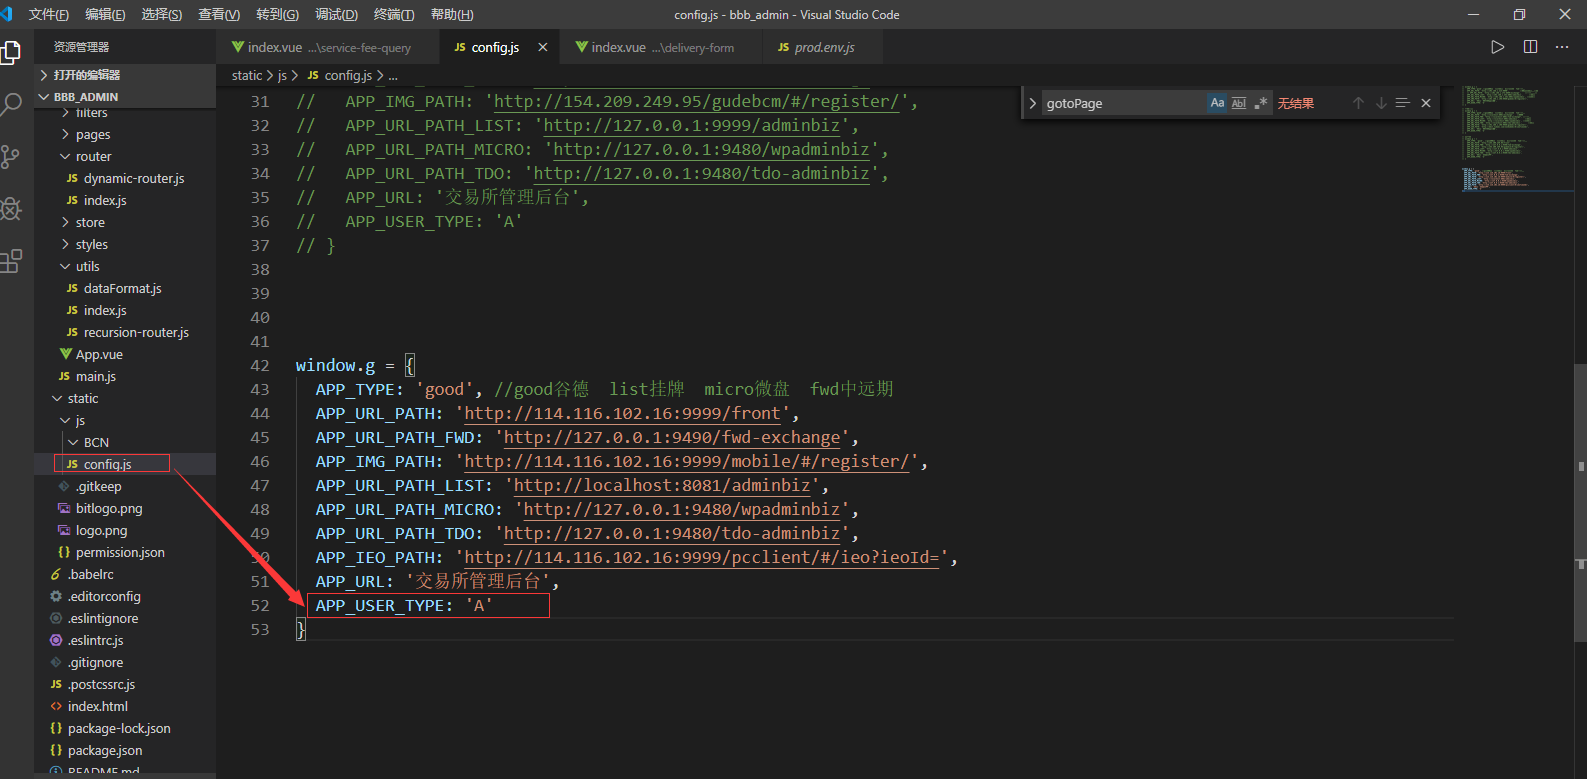 文件(F) 编辑(E) 选择(S) 查看(V) 转到(G) 调试(D) 终端(T) 帮助(H)
config.js - bbb_admin - Visual Studio Code
资源管理器
index.vue ...\service-fee-query
JS config.js
index.vue ...\delivery-form
JS prod.env.js
打开的编辑器
BBB_ADMIN
filters
pages
router
JS dynamic-router.js
JS index.js
store
styles
utils
JS dataFormat.js
JS index.js
JS recursion-router.js
App.vue
JS main.js
static
js
BCN
JS config.js
.gitkeep
bitlogo.png
logo.png
{} permission.json
.babelrc
.editorconfig
.eslintignore
.eslintrc.js
.gitignore
JS .postcssrc.js
<> index.html
{} package-lock.json
{} package.json
README.md
static > js > JS config.js > ...
gotoPage
Aa Abl .* 无结果
31 //   APP_IMG_PATH: 'http://154.209.249.95/gudebcm/#/register/',
32 //   APP_URL_PATH_LIST: 'http://127.0.0.1:9999/adminbiz',
33 //   APP_URL_PATH_MICRO: 'http://127.0.0.1:9480/wpadminbiz',
34 //   APP_URL_PATH_TDO: 'http://127.0.0.1:9480/tdo-adminbiz',
35 //   APP_URL: '交易所管理后台',
36 //   APP_USER_TYPE: 'A'
37 // }
38
39
40
41
42 window.g = {
43   APP_TYPE: 'good', //good谷德  list挂牌  micro微盘  fwd中远期
44   APP_URL_PATH: 'http://114.116.102.16:9999/front',
45   APP_URL_PATH_FWD: 'http://127.0.0.1:9490/fwd-exchange',
46   APP_IMG_PATH: 'http://114.116.102.16:9999/mobile/#/register/',
47   APP_URL_PATH_LIST: 'http://localhost:8081/adminbiz',
48   APP_URL_PATH_MICRO: 'http://127.0.0.1:9480/wpadminbiz',
49   APP_URL_PATH_TDO: 'http://127.0.0.1:9480/tdo-adminbiz',
50   APP_IEO_PATH: 'http://114.116.102.16:9999/pcclient/#/ieo?ieoId=',
51   APP_URL: '交易所管理后台',
52   APP_USER_TYPE: 'A'
53 }